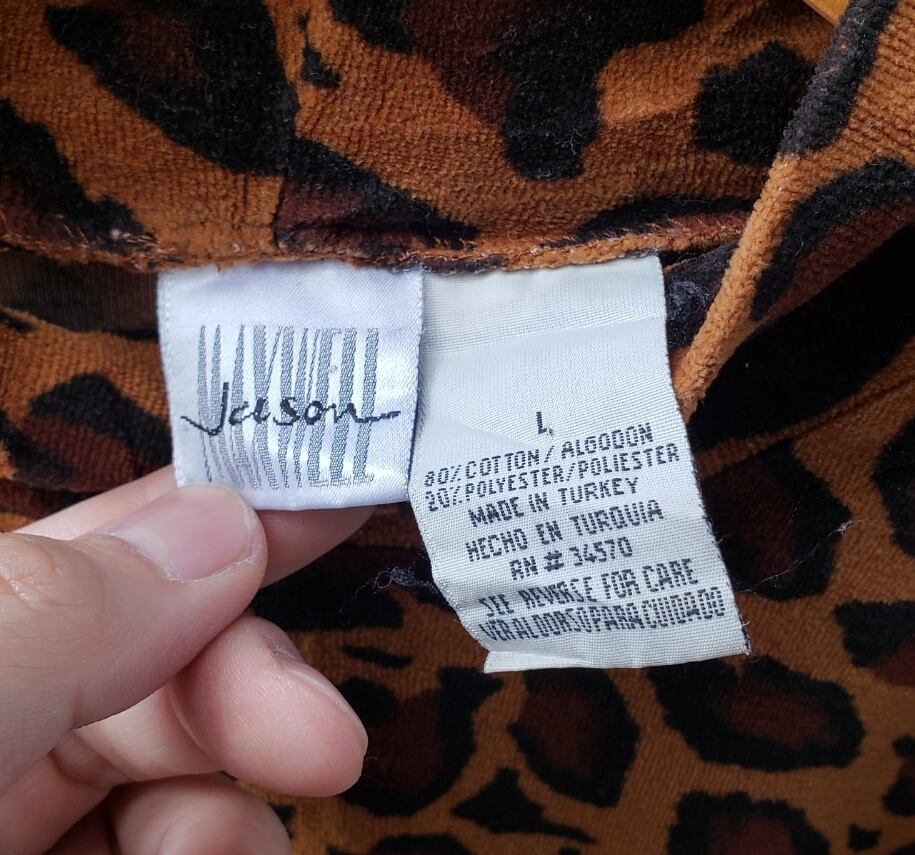 MAXWELL
Jason
L
80% COTTON / ALGODON
20% POLYESTER/POLIESTER
MADE IN TURKEY
HECHO EN TURQUIA
RN # 34570
SEE REVERSE FOR CARE
VER AL DORSO PARA CUIDADO